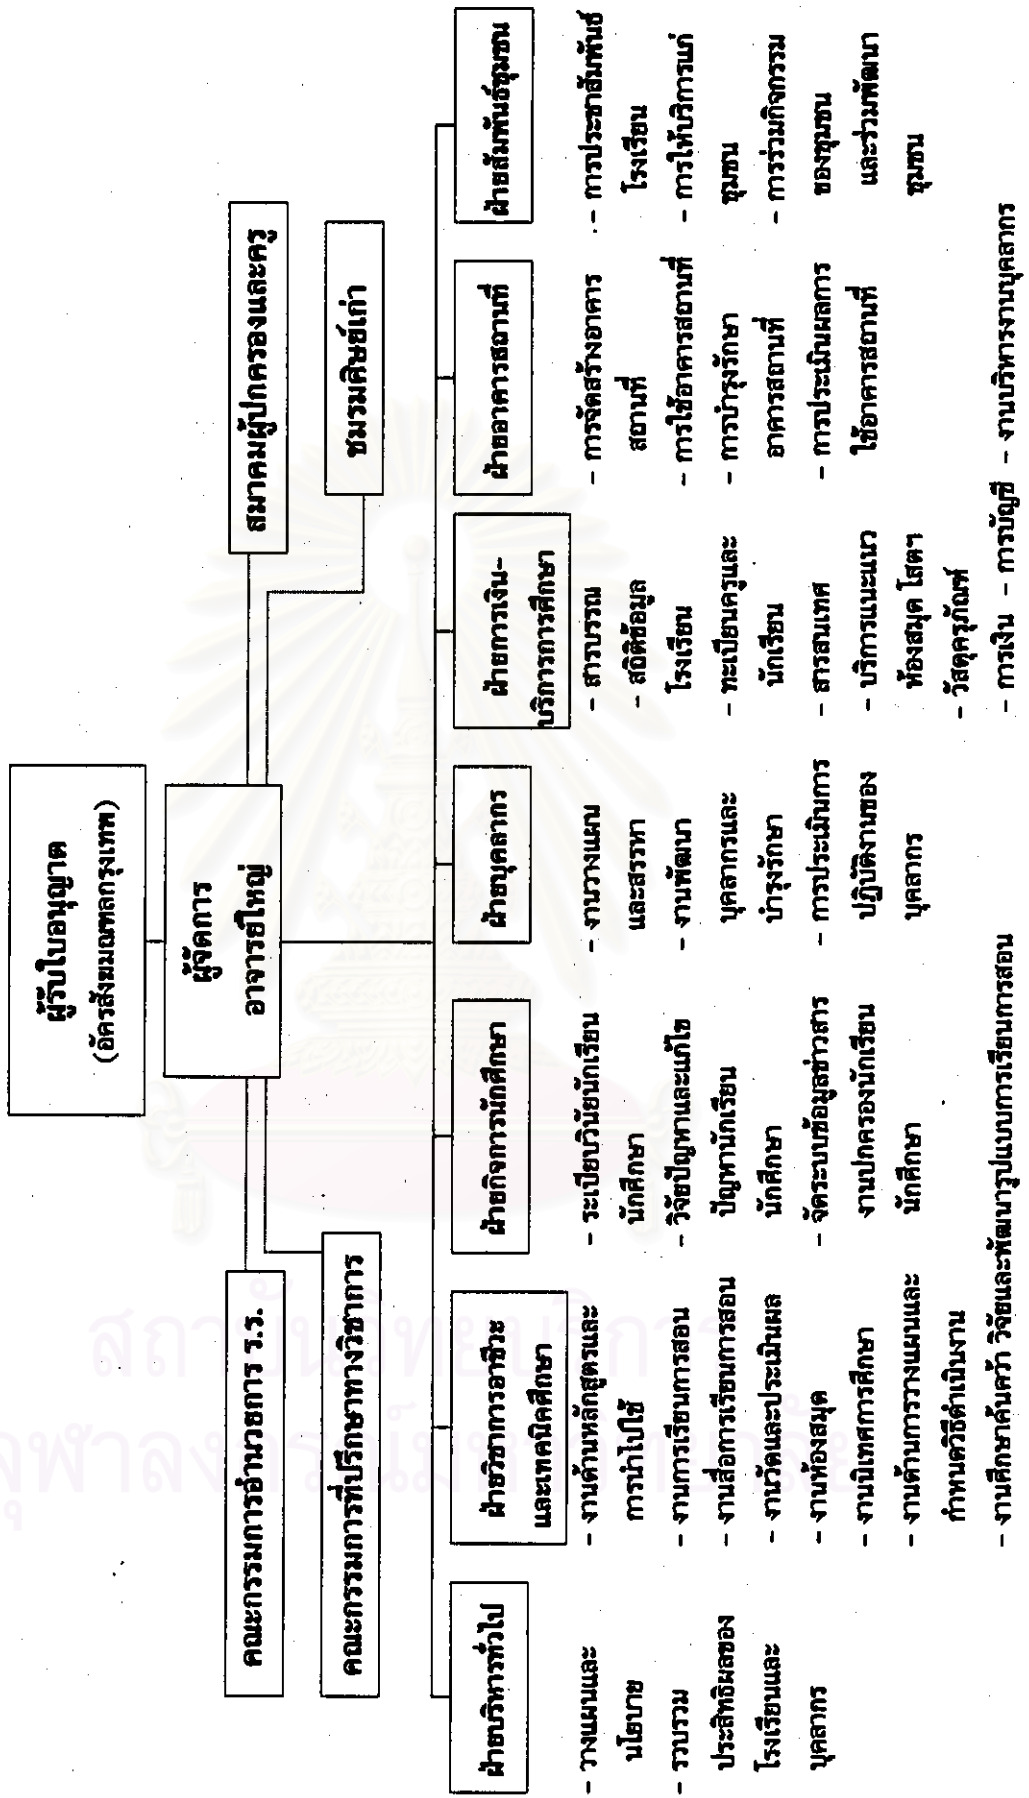 ผู้รับใบอนุญาต
(อัครสังฆมณฑลกรุงเทพ)
ผู้จัดการ
อาจารย์ใหญ่
คณะกรรมการอำนวยการ ร.ร.
สมาคมผู้ปกครองและครู
คณะกรรมการที่ปรึกษาทางวิชาการ
ชมรมศิษย์เก่า
ฝ่ายบริหารทั่วไป
- วางแผนและ
นโยบาย
- รวบรวม
ประสิทธิผลของ
โรงเรียนและ
บุคลากร
ฝ่ายวิชาการอาชีวะ
และเทคนิคศึกษา
- งานด้านหลักสูตรและ
การนำไปใช้
- งานการเรียนการสอน
- งานสื่อการเรียนการสอน
- งานวัดและประเมินผล
- งานห้องสมุด
- งานนิเทศการศึกษา
- งานด้านการวางแผนและ
กำหนดวิธีดำเนินงาน
- งานศึกษาค้นคว้า วิจัยและพัฒนารูปแบบการเรียนการสอน
ฝ่ายกิจการนักศึกษา
- ระเบียบวินัยนักเรียน
นักศึกษา
- วิจัยปัญหาและแก้ไข
ปัญหานักเรียน
นักศึกษา
- จัดระบบข้อมูลข่าวสาร
งานปกครองนักเรียน
นักศึกษา
ฝ่ายบุคลากร
- งานวางแผน
และสรรหา
- งานพัฒนา
บุคลากรและ
บำรุงรักษา
- การประเมินการ
ปฏิบัติงานของ
บุคลากร
ฝ่ายการเงิน-
บริการการศึกษา
- สารบรรณ
- สถิติข้อมูล
โรงเรียน
- ทะเบียนครูและ
นักเรียน
- สารสนเทศ
- บริการแนะแนว
ห้องสมุด โสตฯ
- วัสดุครุภัณฑ์
- การเงิน - การบัญชี - งานบริหารงานบุคลากร
ฝ่ายอาคารสถานที่
- การจัดสร้างอาคาร
สถานที่
- การใช้อาคารสถานที่
- การบำรุงรักษา
อาคารสถานที่
- การประเมินผลการ
ใช้อาคารสถานที่
ฝ่ายสัมพันธ์ชุมชน
- การประชาสัมพันธ์
โรงเรียน
- การให้บริการแก่
ชุมชน
- การร่วมกิจกรรม
ของชุมชน
และร่วมพัฒนา
ชุมชน
สถาบันวิทยบริการ
จุฬาลงกรณ์มหาวิทยาลัย